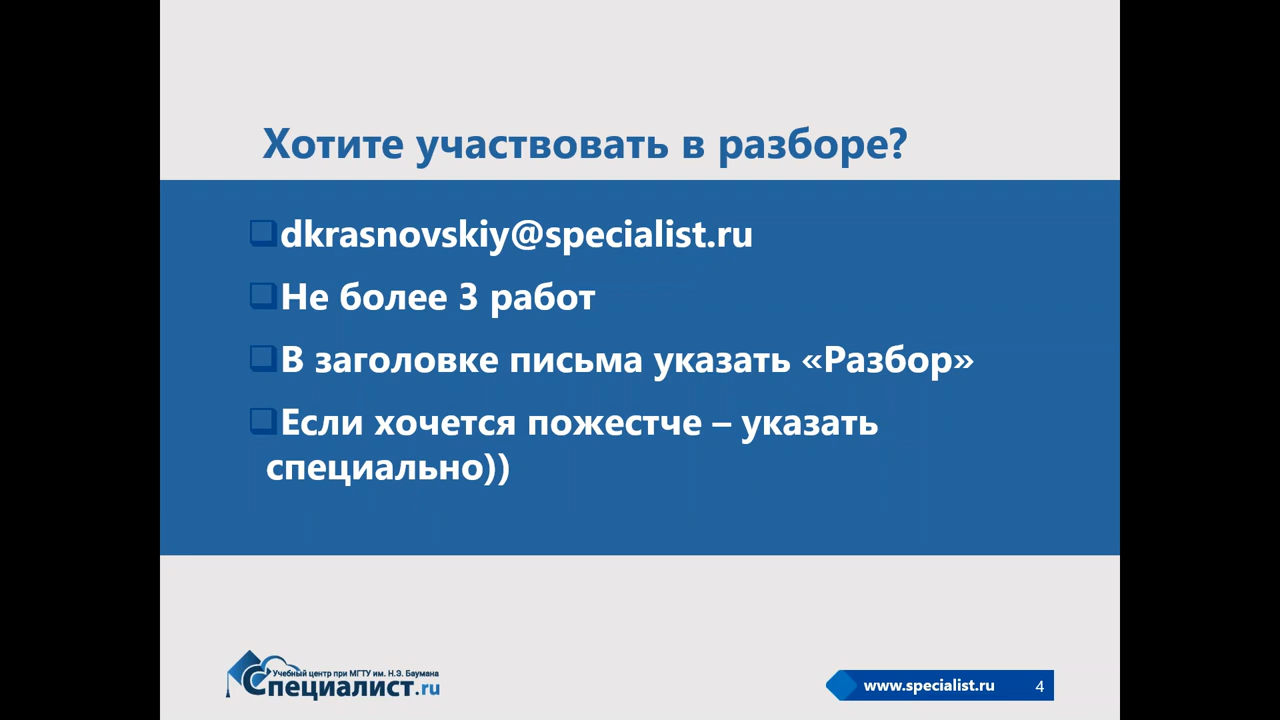 Хотите участвовать в разборе?
dkrasnovskiy@specialist.ru
Не более 3 работ
В заголовке письма указать «Разбор»
Если хочется пожестче – указать
специально))
Учебный центр при МГТУ им. Н.Э. Баумана
Специалист.ru
www.specialist.ru 4